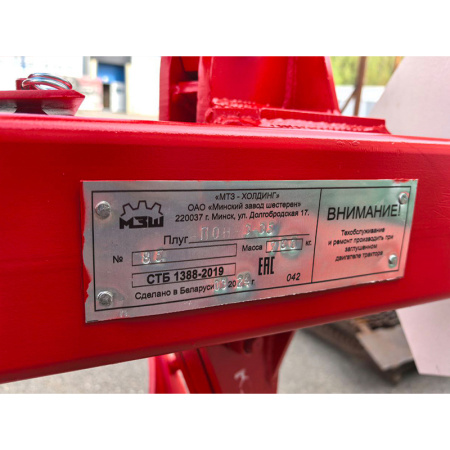 «МТЗ - ХОЛДИНГ»
ОАО «Минский завод шестерен»
220037 г. Минск, ул. Долгобродская 17.
МЗШ
Плуг
№ Масса кг.
СТБ 1388-2019
EAC
042
Сделано в Беларуси г.
ВНИМАНИЕ!
Техобслуживание
и ремонт производить при
заглушенном
двигателе трактора